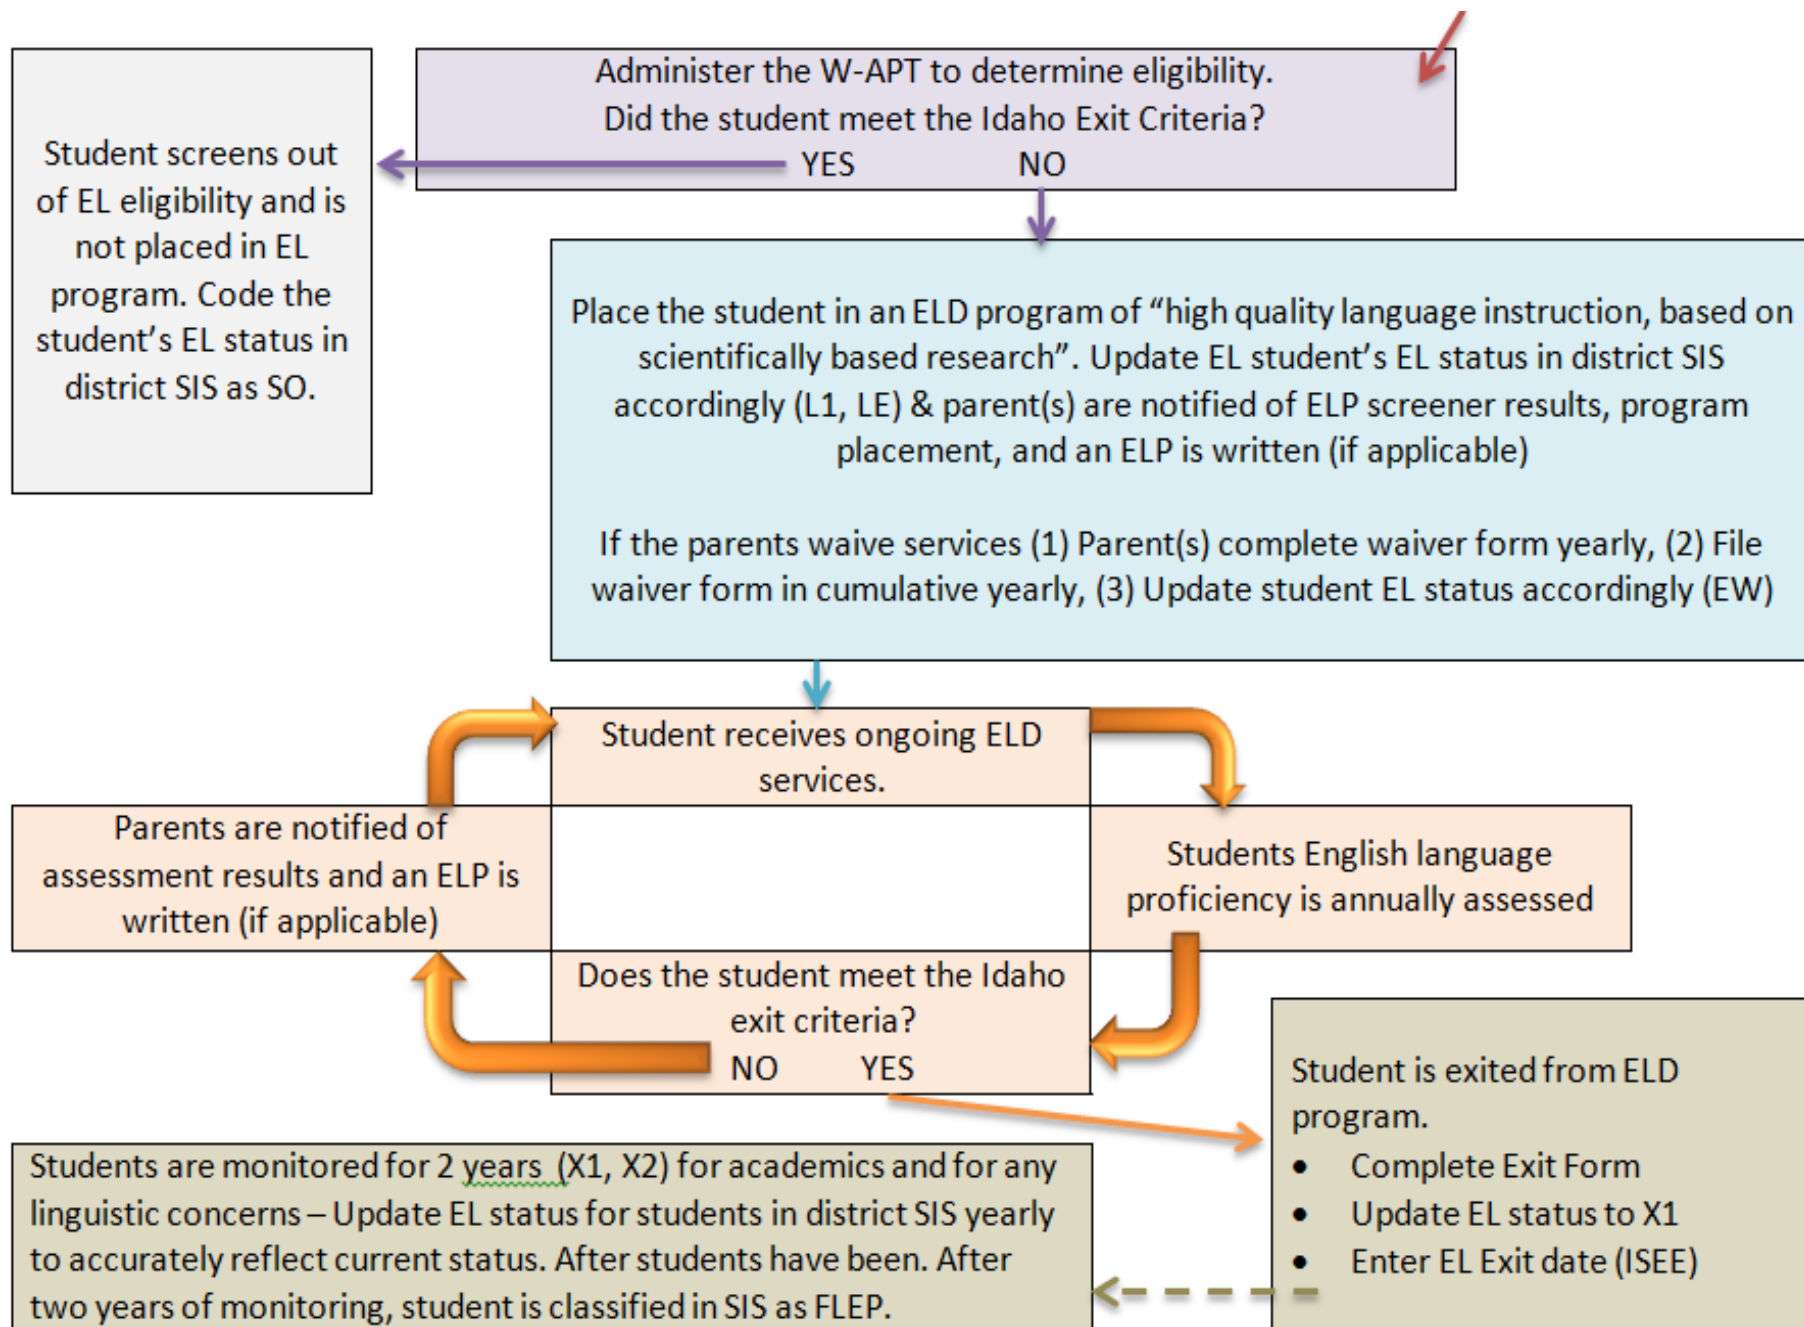 Administer the W-APT to determine eligibility.
Did the student meet the Idaho Exit Criteria?
YES NO
Student screens out
of EL eligibility and is
not placed in EL
program. Code the
student’s EL status in
district SIS as SO.
Place the student in an ELD program of “high quality language instruction, based on
scientifically based research”. Update EL student’s EL status in district SIS
accordingly (L1, LE) & parent(s) are notified of ELP screener results, program
placement, and an ELP is written (if applicable)
If the parents waive services (1) Parent(s) complete waiver form yearly, (2) File
waiver form in cumulative yearly, (3) Update student EL status accordingly (EW)
Student receives ongoing ELD
services.
Students English language
proficiency is annually assessed
Does the student meet the Idaho
exit criteria?
NO YES
Parents are notified of
assessment results and an ELP is
written (if applicable)
Student is exited from ELD
program.
• Complete Exit Form
• Update EL status to X1
• Enter EL Exit date (ISEE)
Students are monitored for 2 years (X1, X2) for academics and for any
linguistic concerns – Update EL status for students in district SIS yearly
to accurately reflect current status. After students have been. After
two years of monitoring, student is classified in SIS as FLEP.